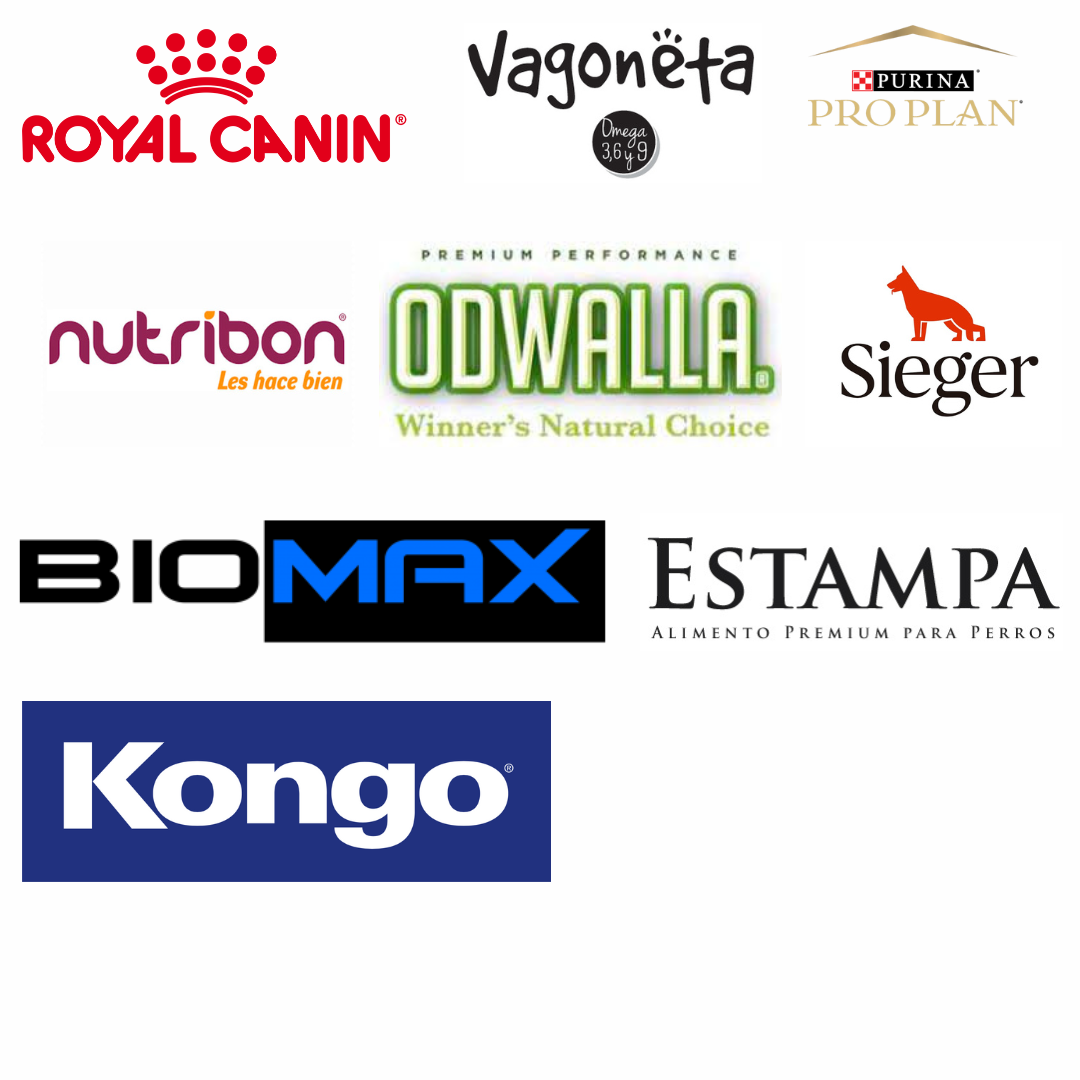 ROYAL CANIN®
Vagonëta
Omega
3,6 y 9
PURINA®
PRO PLAN®
nutribon®
Les hace bien
PREMIUM PERFORMANCE
ODWALLA®
Winner's Natural Choice
Sieger
BIOMAX
ESTAMPA
ALIMENTO PREMIUM PARA PERROS
Kongo®